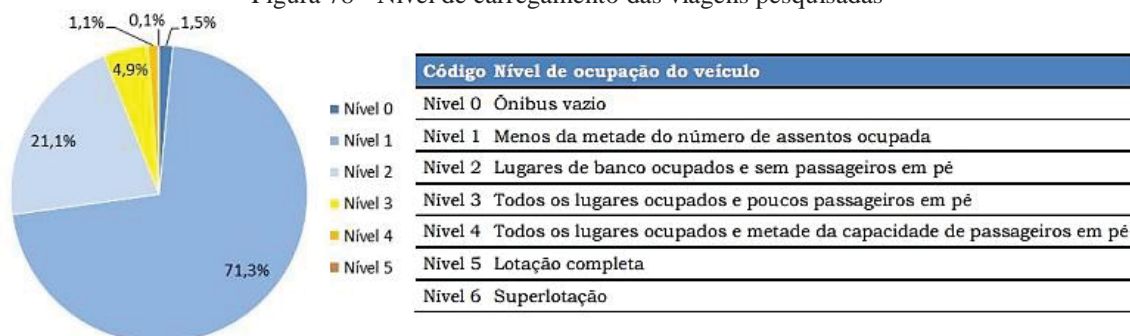 Figura 78 - Nível de carregamento das viagens pesquisadas
1,1% 0,1% 1,5%
4,9%
21,1%
71,3%
Nível 0
Nível 1
Nível 2
Nível 3
Nível 4
Nível 5
Código Nível de ocupação do veículo
Nível 0 Ônibus vazio
Nível 1 Menos da metade do número de assentos ocupada
Nível 2 Lugares de banco ocupados e sem passageiros em pé
Nível 3 Todos os lugares ocupados e poucos passageiros em pé
Nível 4 Todos os lugares ocupados e metade da capacidade de passageiros em pé
Nível 5 Lotação completa
Nível 6 Superlotação